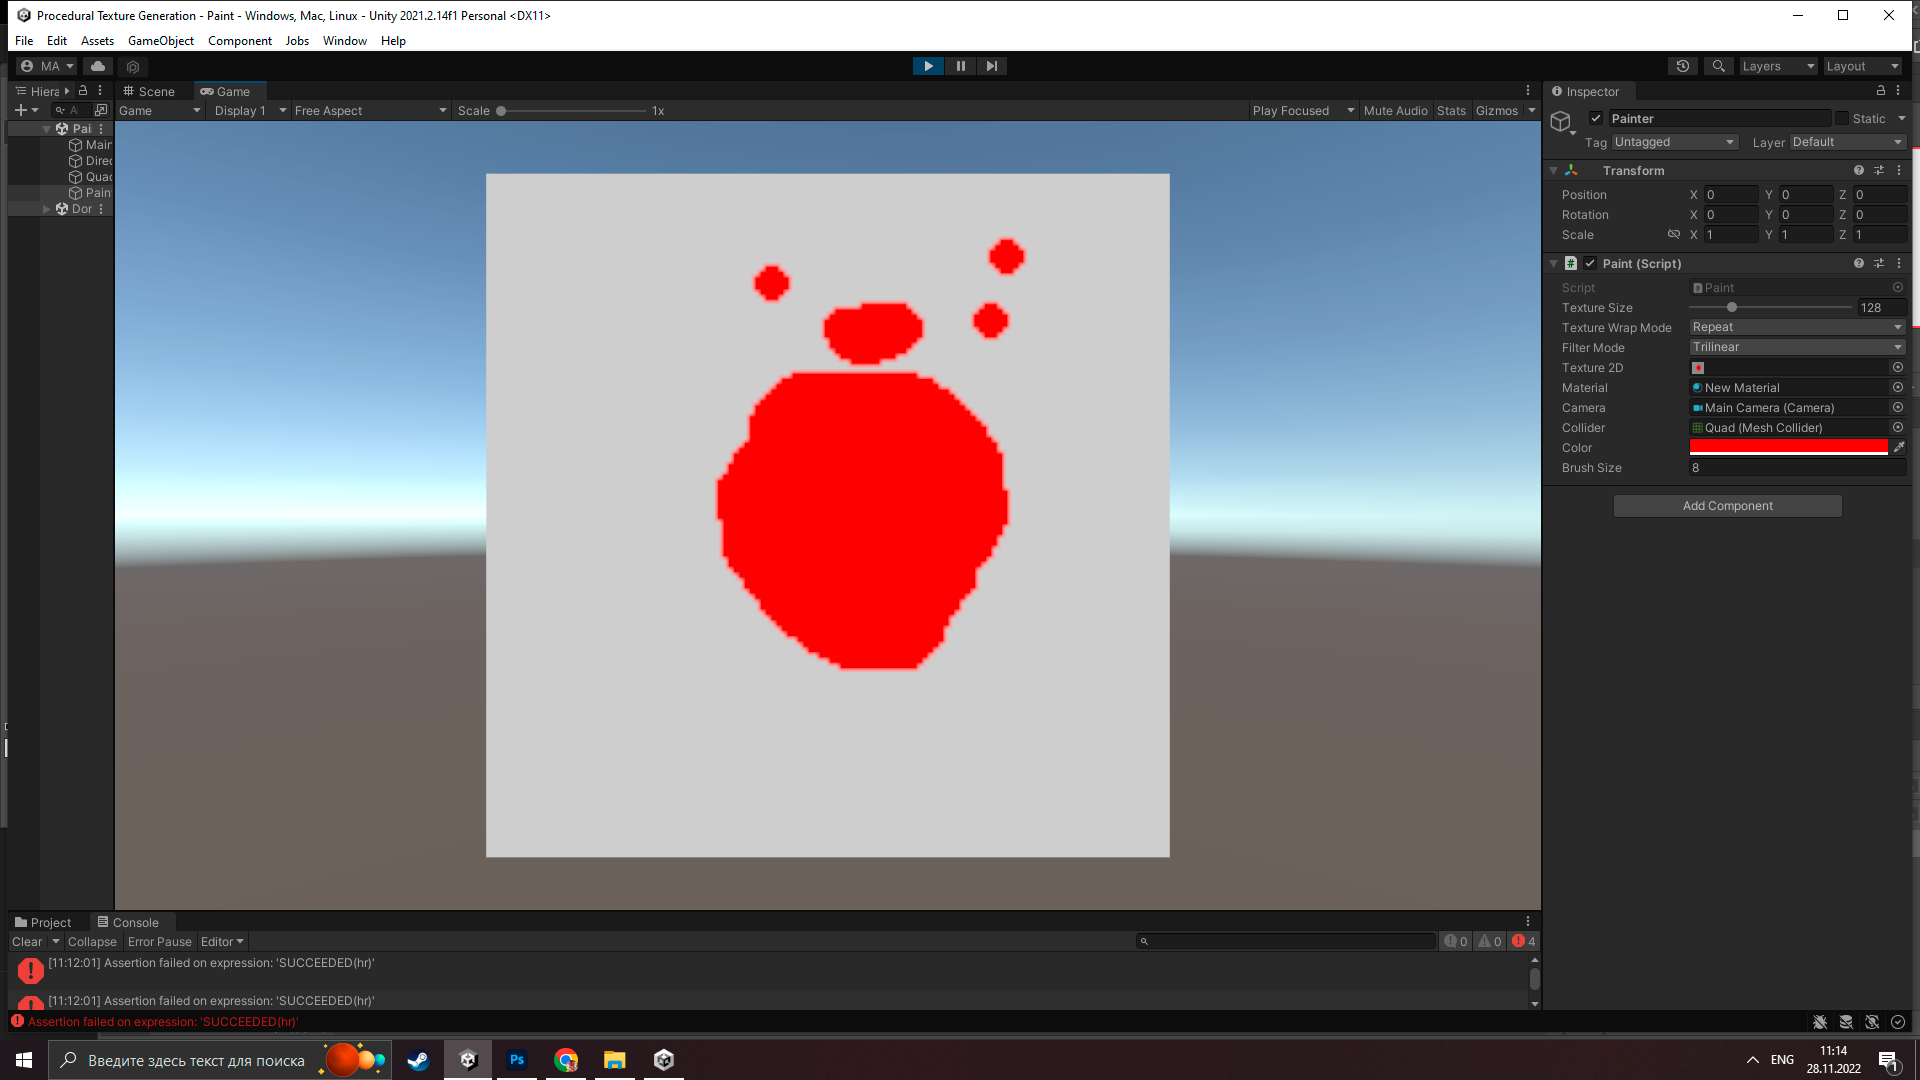 Procedural Texture Generation - Paint - Windows, Mac, Linux - Unity 2021.2.14f1 Personal <DX11>
File Edit Assets GameObject Component Jobs Window Help
MA Layers Layout
Hiera Scene Game Inspector
Game Display 1 Free Aspect Scale 1x Play Focused Mute Audio Stats Gizmos
Pai
Main
Direc
Quad
Paint
Dor
Painter Static
Tag Untagged Layer Default
Transform
Position X 0 Y 0 Z 0
Rotation X 0 Y 0 Z 0
Scale X 1 Y 1 Z 1
Paint (Script)
Script Paint
Texture Size 128
Texture Wrap Mode Repeat
Filter Mode Trilinear
Texture 2D
Material New Material
Camera Main Camera (Camera)
Collider Quad (Mesh Collider)
Color
Brush Size 8
Add Component
Project Console
Clear Collapse Error Pause Editor 0 0 4
[11:12:01] Assertion failed on expression: 'SUCCEEDED(hr)'
[11:12:01] Assertion failed on expression: 'SUCCEEDED(hr)'
Assertion failed on expression: 'SUCCEEDED(hr)'
Введите здесь текст для поиска Ps ENG 11:14
28.11.2022 1